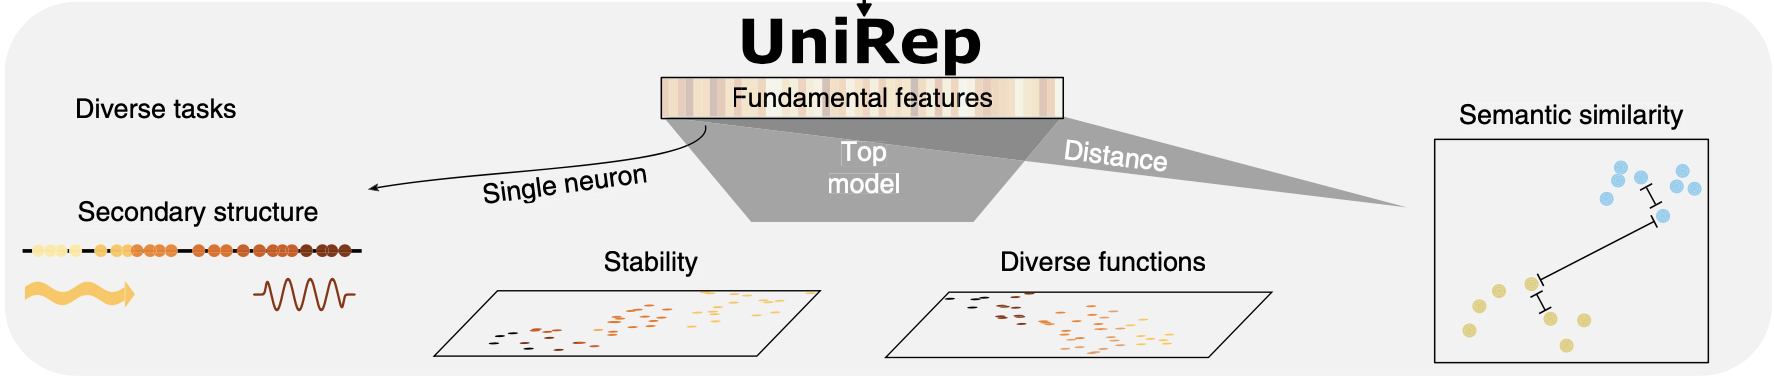 UniRep
Fundamental features
Diverse tasks
Top
model
Distance
Semantic similarity
Single neuron
Secondary structure
Stability
Diverse functions